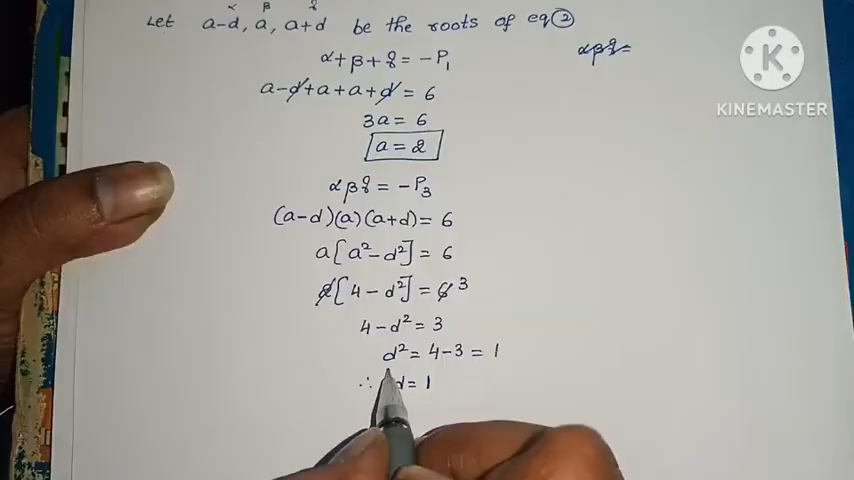 α β γ
Let a-d, a, a+d be the roots of eq ②
α+β+γ = -P₁
αβγ=
a-d+a+a+d = 6
3a = 6
a = 2
αβγ = -P₃
(a-d)(a)(a+d) = 6
a[a²-d²] = 6
2[4-d²] = 6 3
4-d² = 3
d² = 4-3 = 1
∴ d = 1
K
KINEMASTER